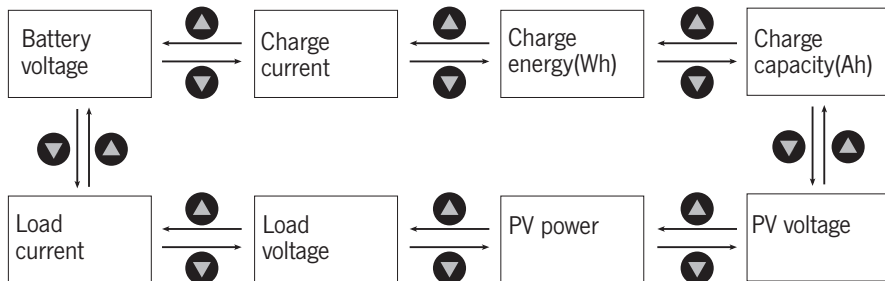 Battery
voltage
Charge
current
Charge
energy(Wh)
Charge
capacity(Ah)
Load
current
Load
voltage
PV power
PV voltage